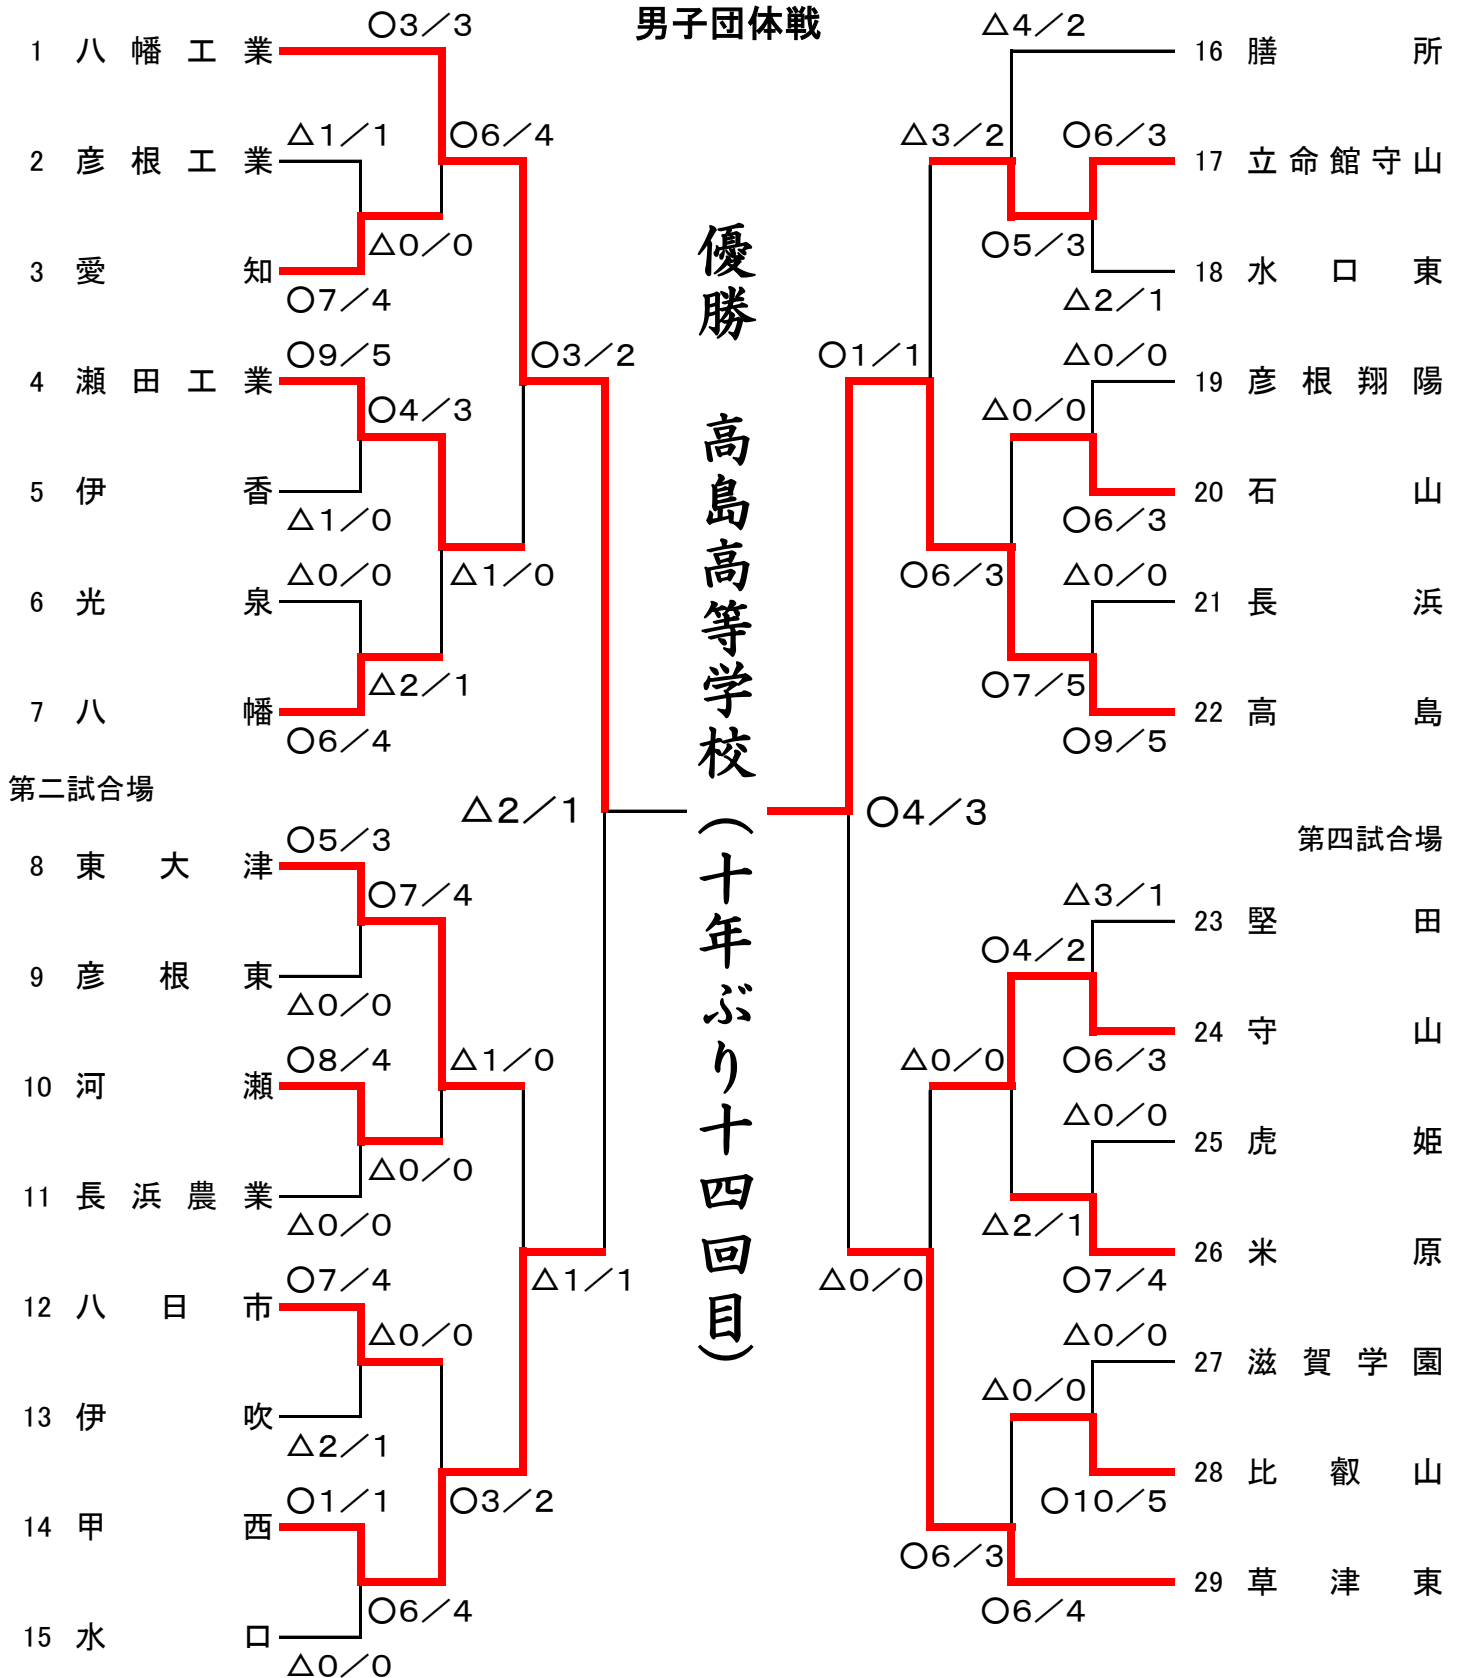 男子団体戦
○3／3
1 八幡工業
△1／1
○6／4
2 彦根工業
△0／0
3 愛知
○7／4
○9／5
○3／2
4 瀬田工業
○4／3
5 伊香
△1／0
△0／0
△1／0
6 光泉
△2／1
7 八幡
○6／4
第二試合場
△2／1
○5／3
8 東大津
○7／4
9 彦根東
△0／0
○8／4
△1／0
10 河瀬
△0／0
11 長浜農業
△0／0
○7／4
△1／1
12 八日市
△0／0
13 伊吹
△2／1
○1／1
○3／2
14 甲西
○6／4
15 水口
△0／0
優勝 高島高等学校（十年ぶり十四回目）
△4／2
16 膳所
△3／2
○6／3
17 立命館守山
○5／3
18 水口東
△2／1
○1／1
△0／0
19 彦根翔陽
△0／0
20 石山
○6／3
○6／3
△0／0
21 長浜
○7／5
22 高島
○9／5
○4／3
第四試合場
△3／1
23 堅田
○4／2
24 守山
△0／0
○6／3
△0／0
25 虎姫
△2／1
26 米原
△0／0
○7／4
△0／0
27 滋賀学園
△0／0
28 比叡山
○10／5
○6／3
29 草津東
○6／4